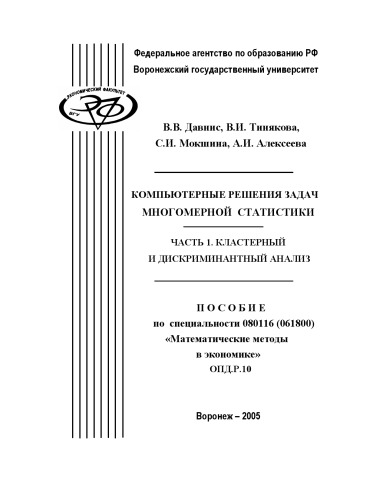 Федеральное агентство по образованию РФ
Воронежский государственный университет
ЭКОНОМИЧЕСКИЙ ФАКУЛЬТЕТ
ВГУ
В.В. Давнис, В.И. Тинякова,
С.И. Мокшина, А.И. Алексеева
КОМПЬЮТЕРНЫЕ РЕШЕНИЯ ЗАДАЧ
МНОГОМЕРНОЙ СТАТИСТИКИ
ЧАСТЬ 1. КЛАСТЕРНЫЙ
И ДИСКРИМИНАНТНЫЙ АНАЛИЗ
П О С О Б И Е
по специальности 080116 (061800)
«Математические методы
в экономике»
ОПД.Р.10
Воронеж – 2005